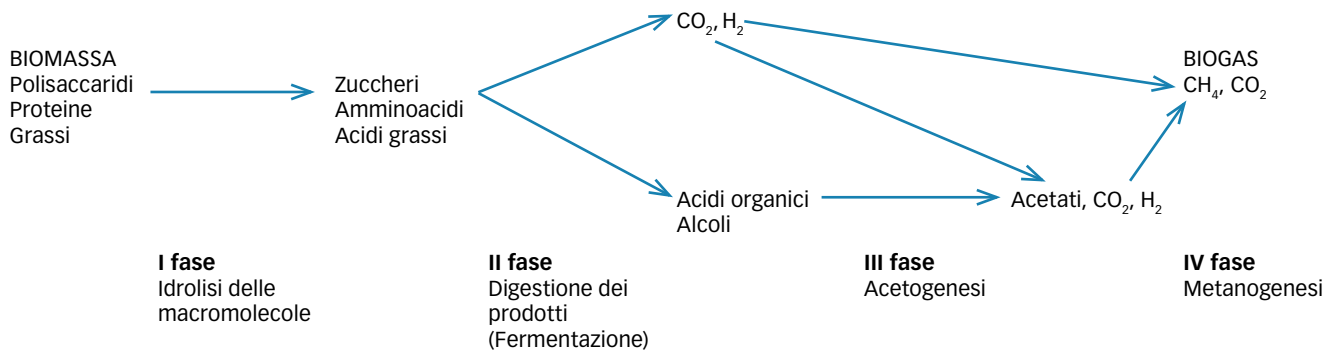 CO₂, H₂
BIOMASSA
Polisaccaridi
Proteine
Grassi
Zuccheri
Amminoacidi
Acidi grassi
BIOGAS
CH₄, CO₂
Acidi organici
Alcoli
Acetati, CO₂, H₂
I fase
Idrolisi delle
macromolecole
II fase
Digestione dei
prodotti
(Fermentazione)
III fase
Acetogenesi
IV fase
Metanogenesi